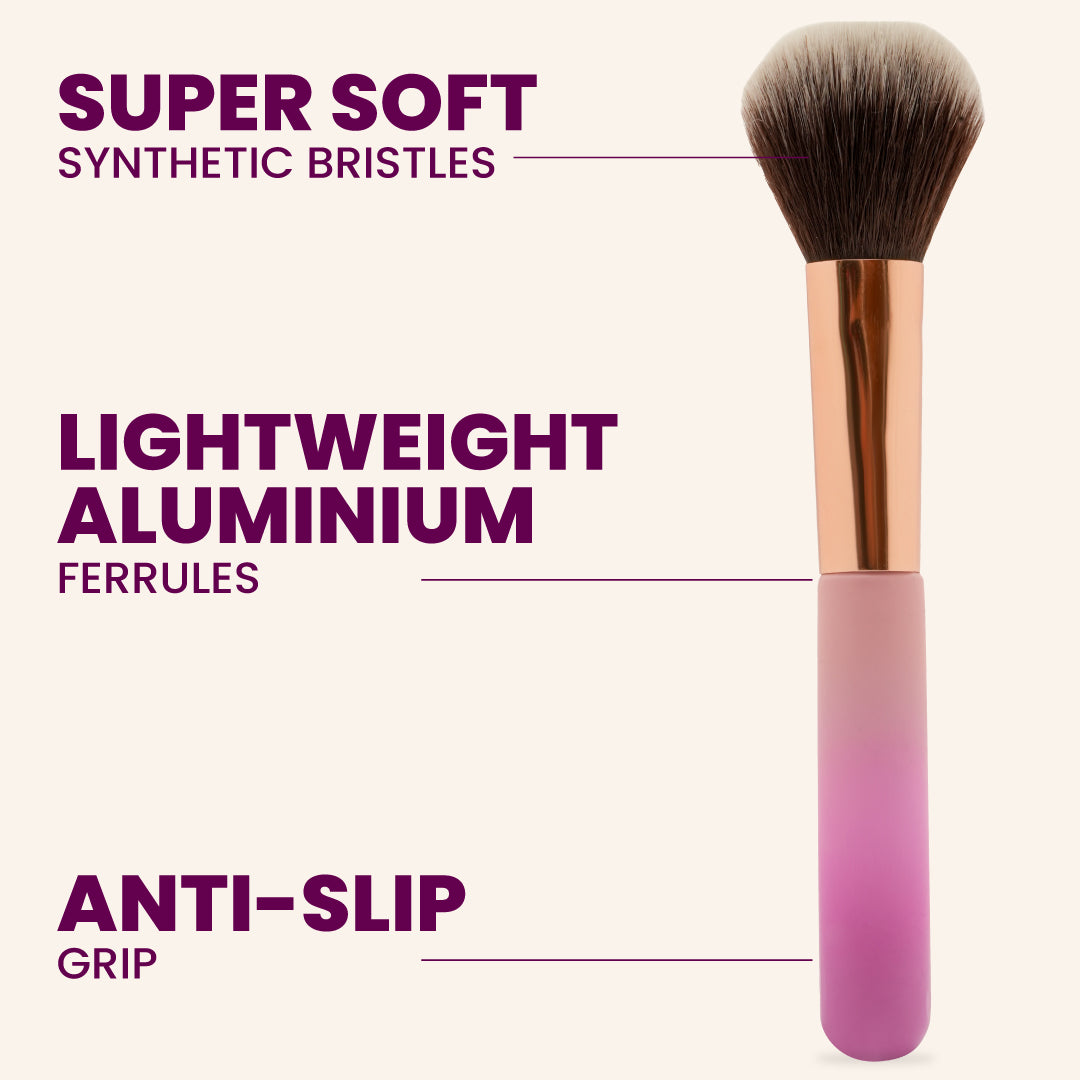 SUPER SOFT
SYNTHETIC BRISTLES
LIGHTWEIGHT
ALUMINIUM
FERRULES
ANTI-SLIP
GRIP